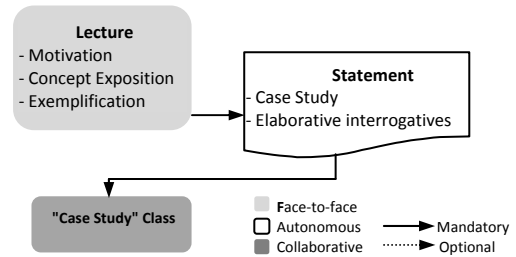 Lecture
- Motivation
- Concept Exposition
- Exemplification
Statement
- Case Study
- Elaborative interrogatives
"Case Study" Class
Face-to-face
Autonomous
Collaborative
Mandatory
Optional